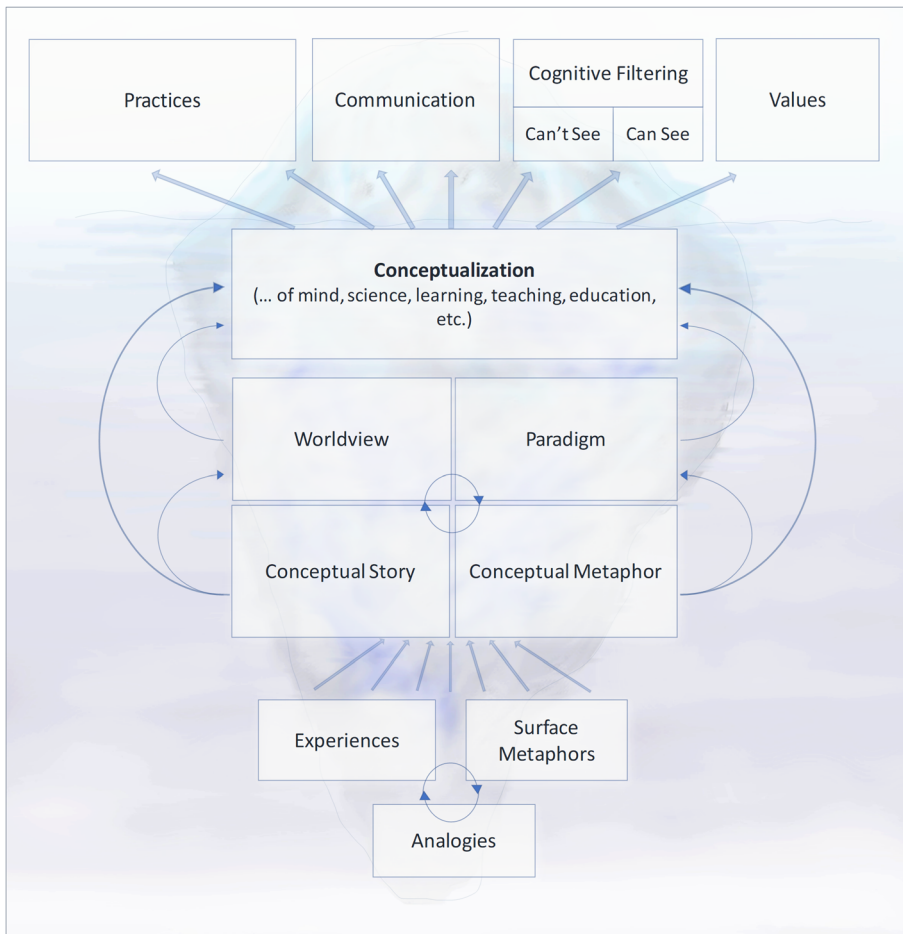 Practices
Communication
Cognitive Filtering
Can’t See
Can See
Values
Conceptualization
(... of mind, science, learning, teaching, education,
etc.)
Worldview
Paradigm
Conceptual Story
Conceptual Metaphor
Experiences
Surface
Metaphors
Analogies